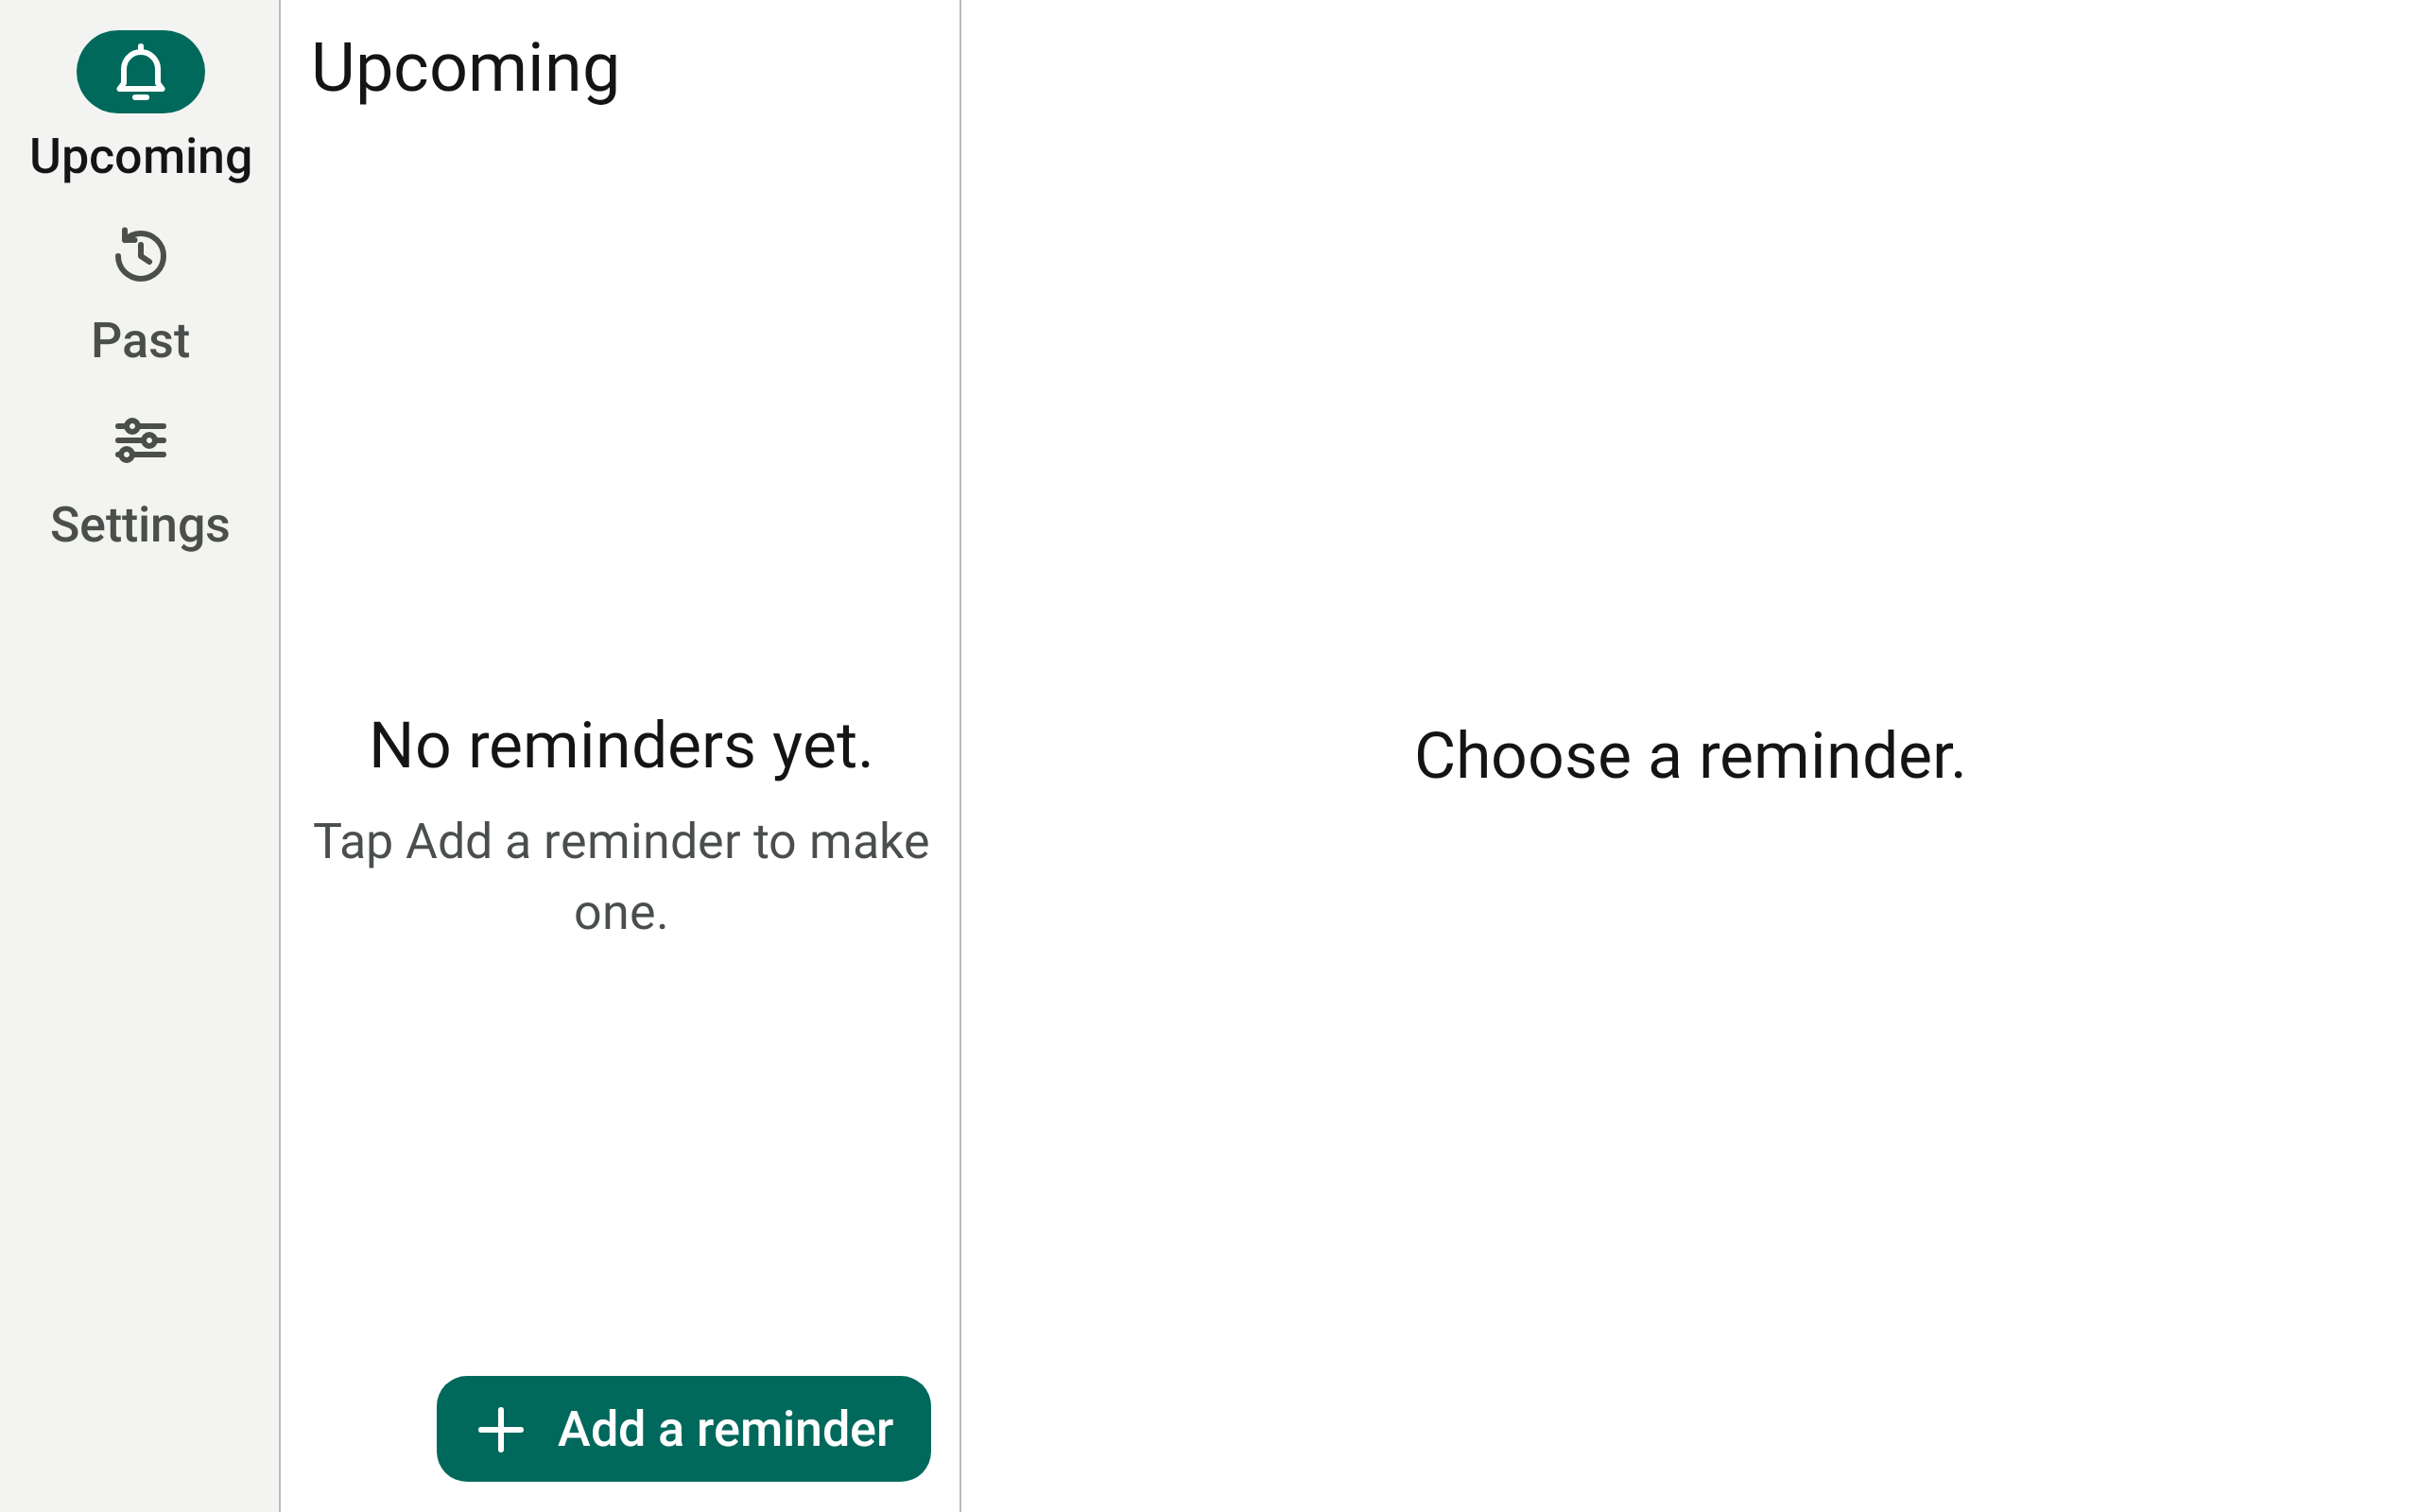 Upcoming
Past
Settings
Upcoming
No reminders yet.
Tap Add a reminder to make
one.
Add a reminder
Choose a reminder.